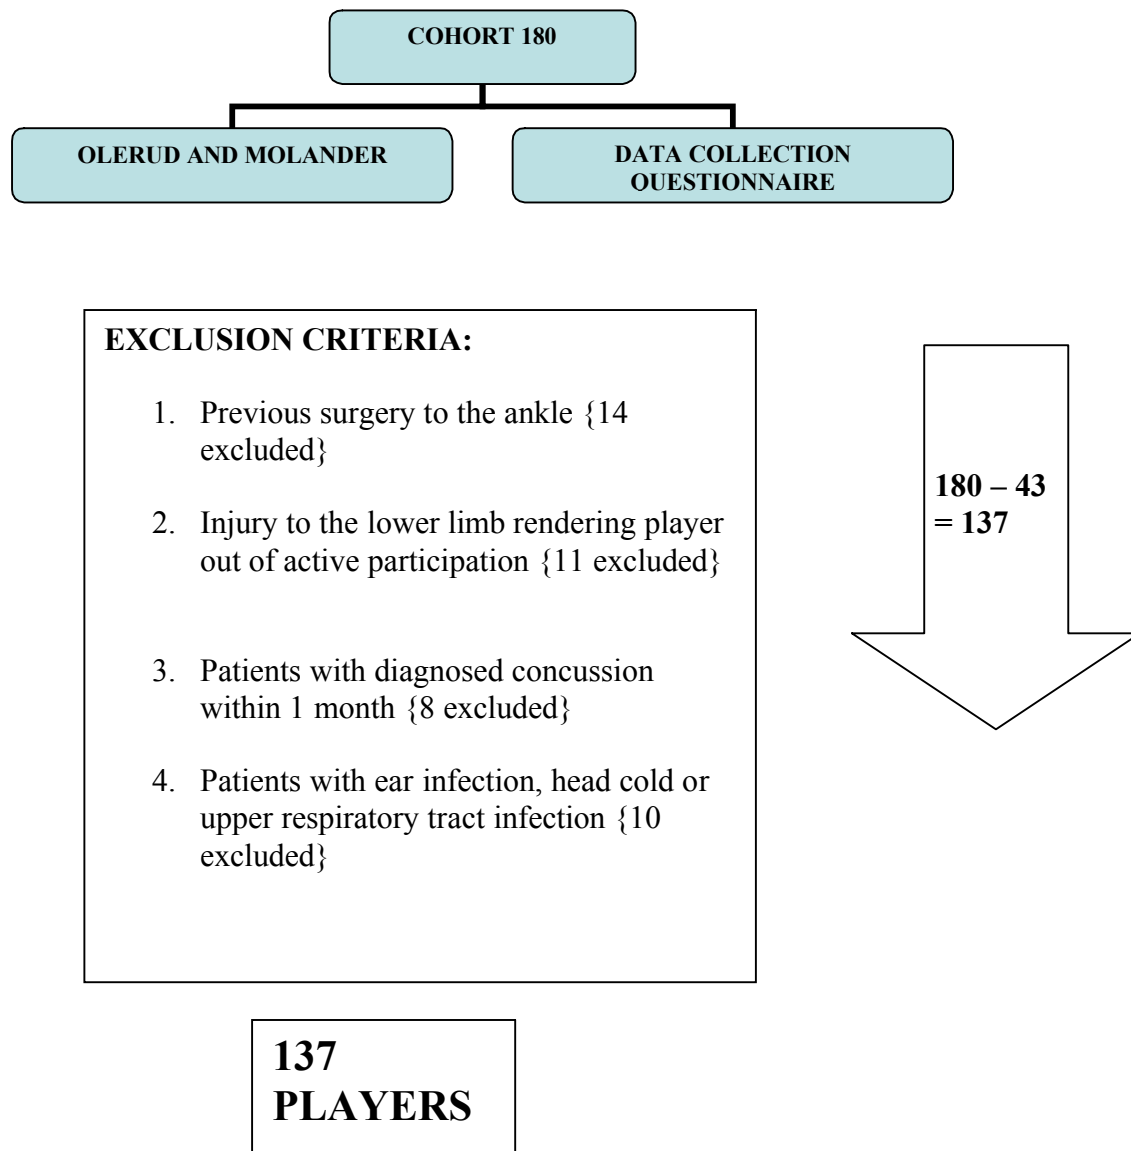 COHORT 180
OLERUD AND MOLANDER
DATA COLLECTION
OUESTIONNAIRE
EXCLUSION CRITERIA:
1. Previous surgery to the ankle {14
excluded}
2. Injury to the lower limb rendering player
out of active participation {11 excluded}
3. Patients with diagnosed concussion
within 1 month {8 excluded}
4. Patients with ear infection, head cold or
upper respiratory tract infection {10
excluded}
180 – 43
= 137
137
PLAYERS